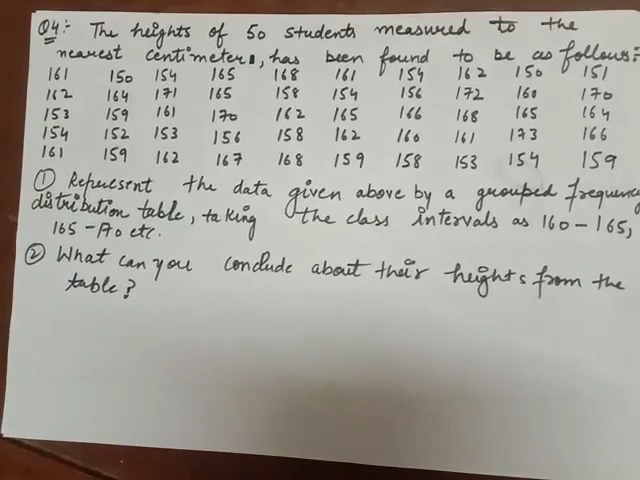 Q4:- The heights of 50 students measured to the
nearest centimeters, has been found to be as follows:-
161 150 154 165 168 161 154 162 150 151
162 164 171 165 158 154 156 172 160 170
153 159 161 170 162 165 166 168 165 164
154 152 153 156 158 162 160 161 173 166
161 159 162 167 168 159 158 153 154 159
① Represent the data given above by a grouped frequency
distribution table, taking the class intervals as 160-165,
165-170 etc.
② What can you conclude about their heights from the
table?